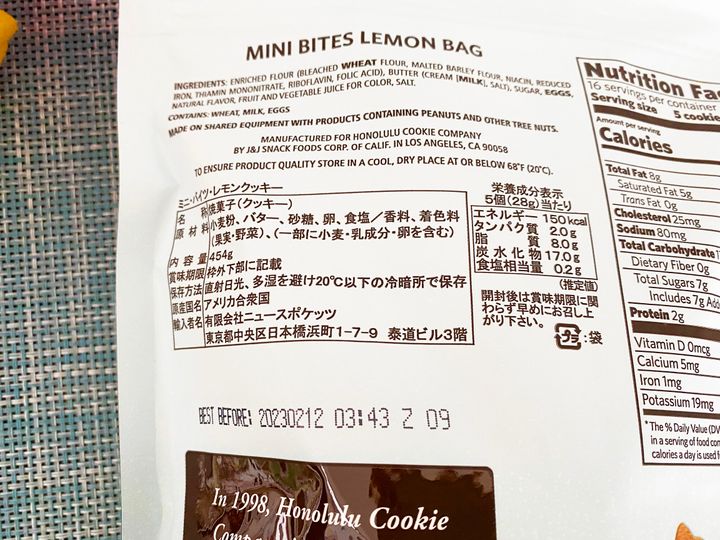 MINI BITES LEMON BAG
INGREDIENTS: ENRICHED FLOUR (BLEACHED WHEAT FLOUR, MALTED BARLEY FLOUR, NIACIN, REDUCED
IRON, THIAMIN MONONITRATE, RIBOFLAVIN, FOLIC ACID), BUTTER (CREAM [MILK], SALT), SUGAR, EGGS,
NATURAL FLAVOR, FRUIT AND VEGETABLE JUICE FOR COLOR, SALT.
CONTAINS: WHEAT, MILK, EGGS
MADE ON SHARED EQUIPMENT WITH PRODUCTS CONTAINING PEANUTS AND OTHER TREE NUTS.
MANUFACTURED FOR HONOLULU COOKIE COMPANY
BY J&J SNACK FOODS CORP. OF CALIF. IN LOS ANGELES, CA 90058
TO ENSURE PRODUCT QUALITY STORE IN A COOL, DRY PLACE AT OR BELOW 68°F (20°C).
ミニ・バイツ・レモンクッキー
名 称 焼菓子(クッキー)
原材料 小麦粉、バター、砂糖、卵、食塩/香料、着色料
(果実・野菜)、(一部に小麦・乳成分・卵を含む)
内容量 454g
賞味期限 枠外下部に記載
保存方法 直射日光、多湿を避け20℃以下の冷暗所で保存
原産国名 アメリカ合衆国
輸入者名 有限会社ニュースポケッツ
東京都中央区日本橋浜町1-7-9 泰道ビル3階
栄養成分表示
5個(28g)当たり
エネルギー 150kcal
タンパク質 2.0g
脂質 8.0g
炭水化物 17.0g
食塩相当量 0.2g
(推定値)
開封後は賞味期限に関
わらず早めにお召し上
がり下さい。
プラ:袋
BEST BEFORE: 20230212 03:43 Z 09
In 1998, Honolulu Cookie
Nutrition Fac
16 servings per container
Serving size 5 cookie
Amount per serving
Calories
Total Fat 8g
Saturated Fat 5g
Trans Fat 0g
Cholesterol 25mg
Sodium 80mg
Total Carbohydrate 1
Dietary Fiber 0g
Total Sugars 7g
Includes 7g Ad
Protein 2g
Vitamin D 0mcg
Calcium 5mg
Iron 1mg
Potassium 19mg
* The % Daily Value (DV
in a serving of food con
calories a day is used f